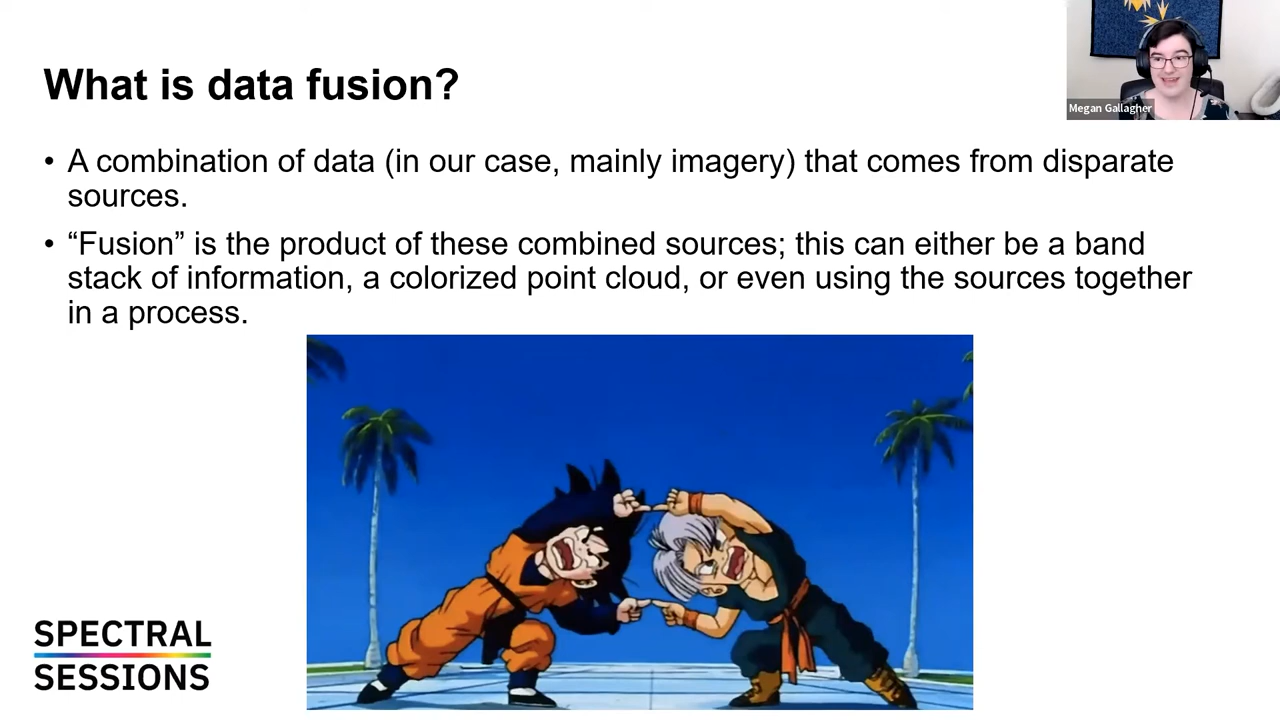 What is data fusion?
Megan Gallagher
• A combination of data (in our case, mainly imagery) that comes from disparate
sources.
• “Fusion” is the product of these combined sources; this can either be a band
stack of information, a colorized point cloud, or even using the sources together
in a process.
SPECTRAL
SESSIONS